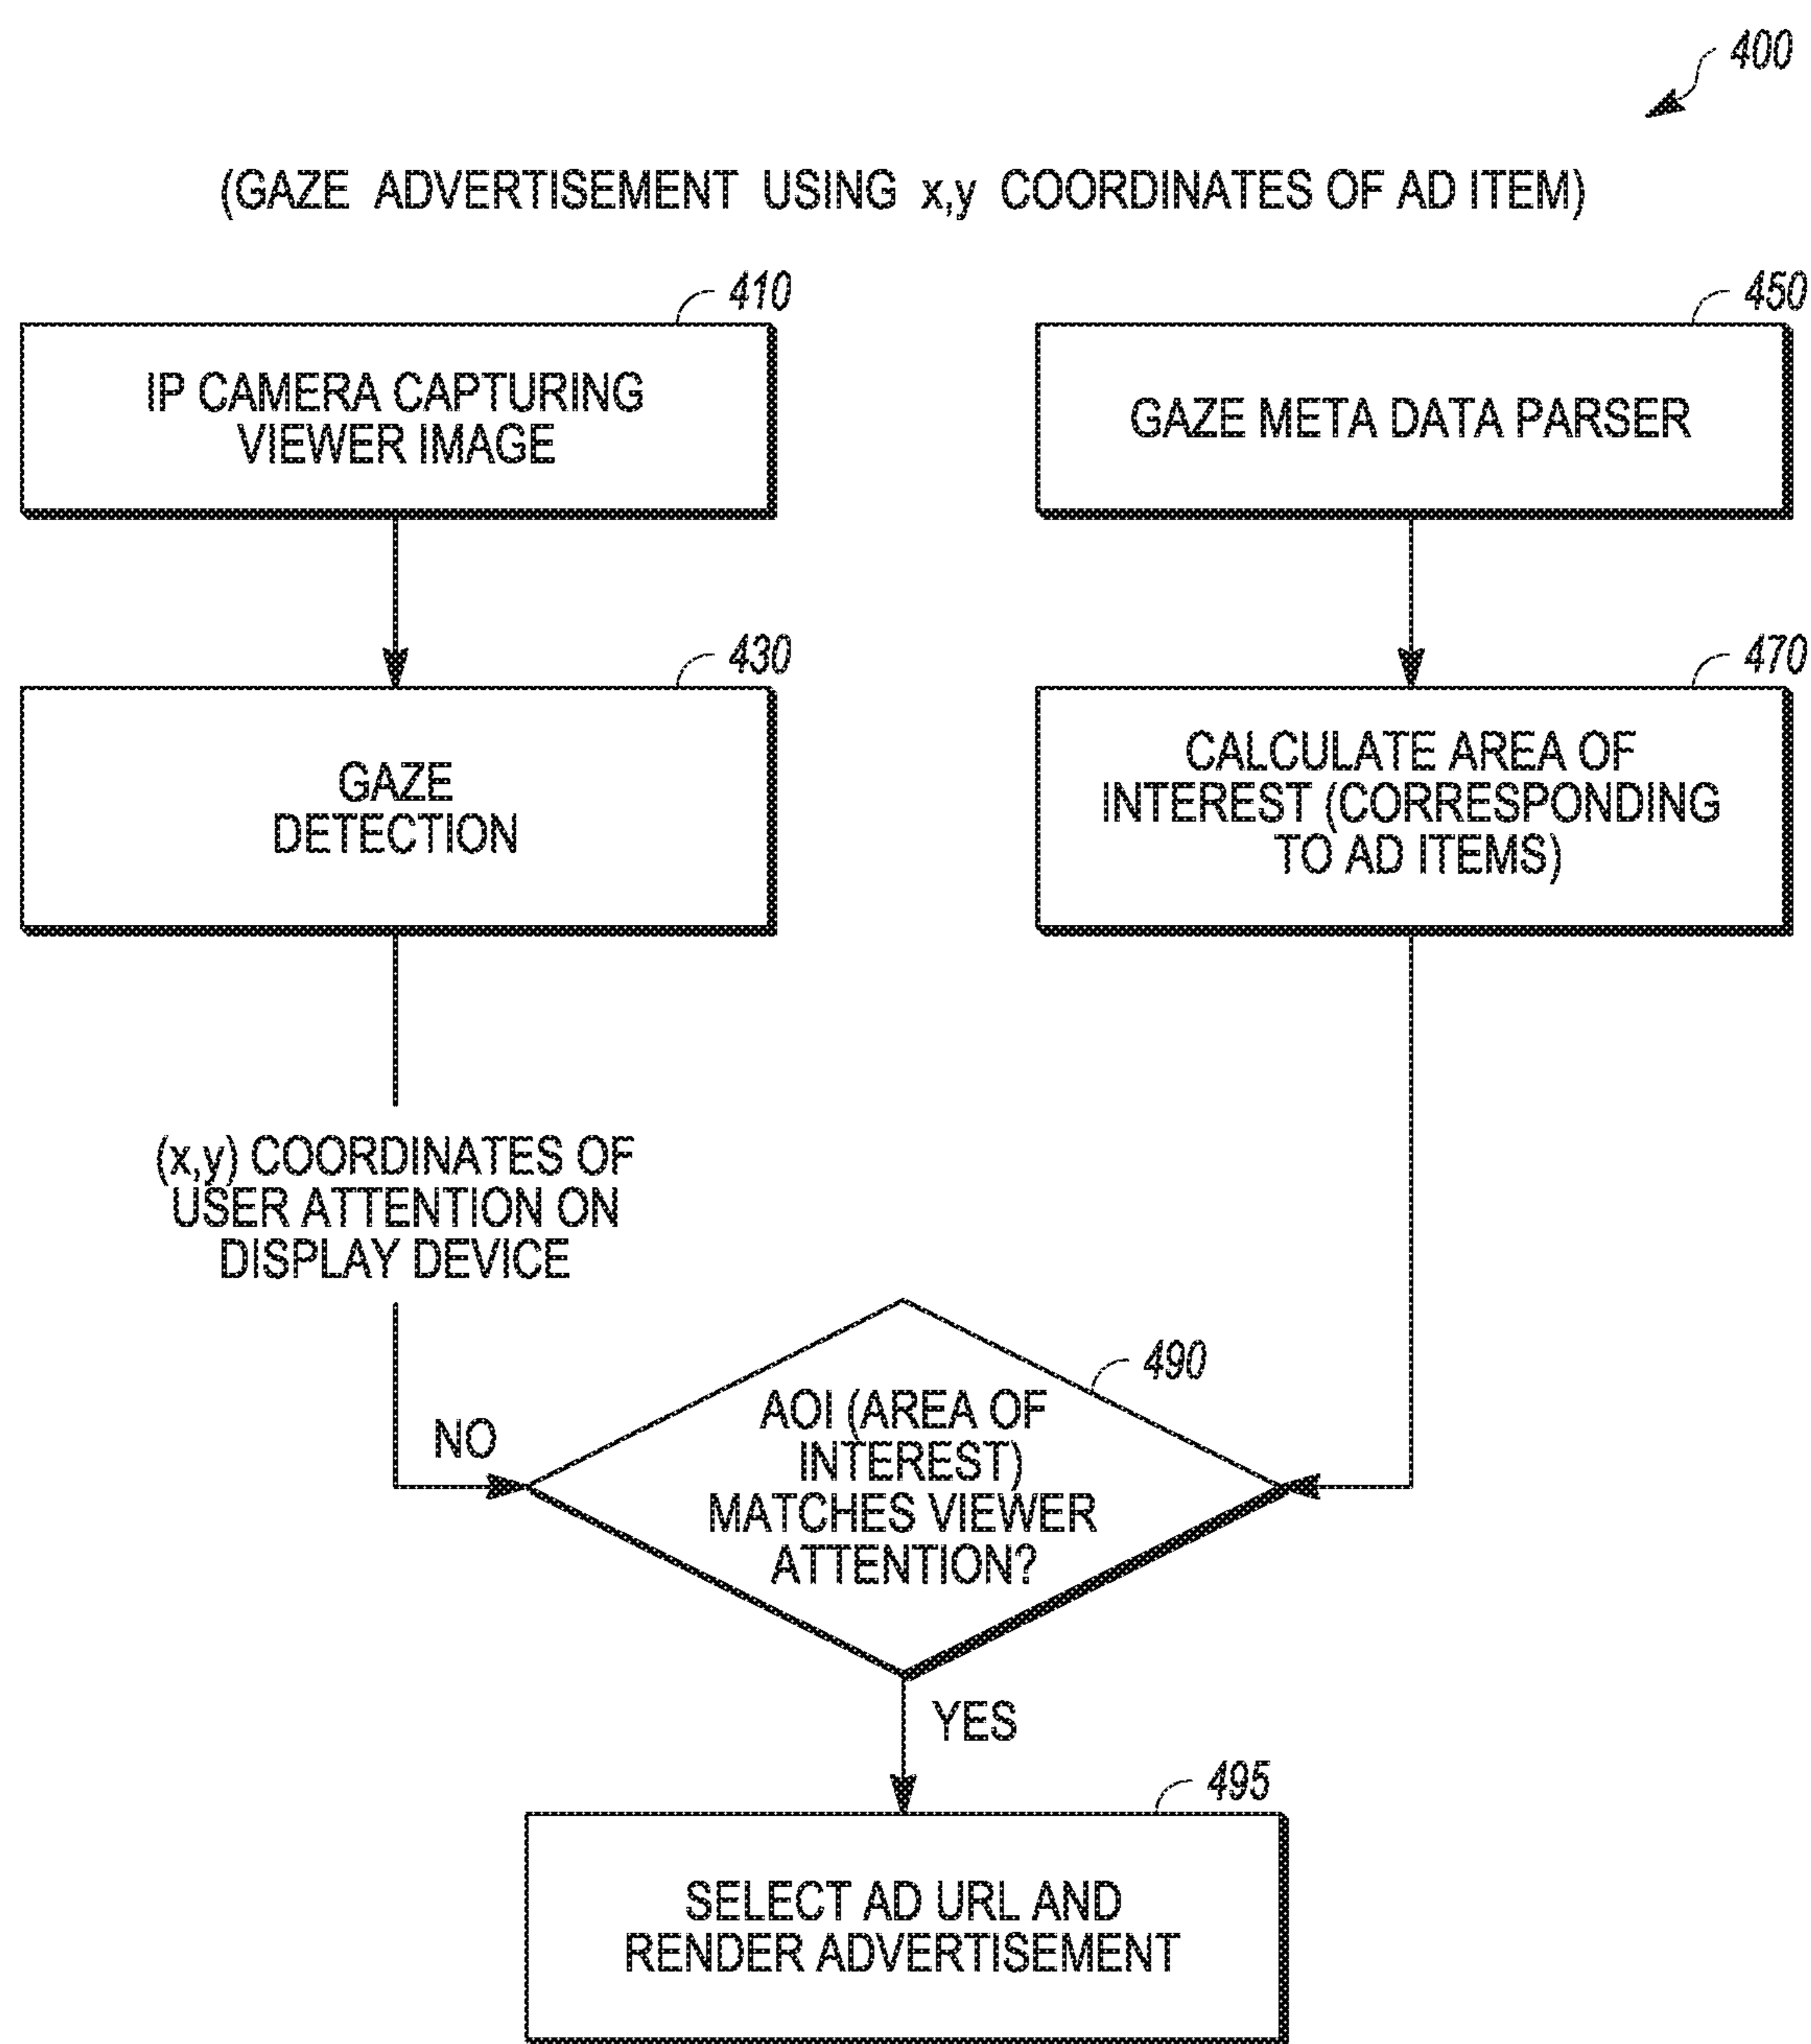 400
(GAZE ADVERTISEMENT USING x,y COORDINATES OF AD ITEM)
410
IP CAMERA CAPTURING
VIEWER IMAGE
450
GAZE META DATA PARSER
430
GAZE
DETECTION
470
CALCULATE AREA OF
INTEREST (CORRESPONDING
TO AD ITEMS)
(x,y) COORDINATES OF
USER ATTENTION ON
DISPLAY DEVICE
NO
490
AOI (AREA OF
INTEREST)
MATCHES VIEWER
ATTENTION?
YES
495
SELECT AD URL AND
RENDER ADVERTISEMENT